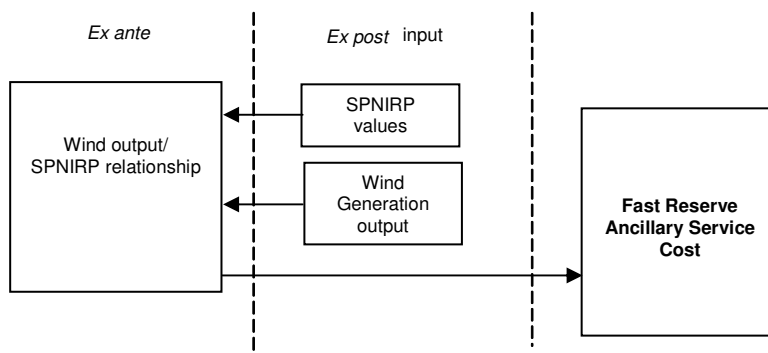 Ex ante
Ex post input
Wind output/
SPNIRP relationship
SPNIRP
values
Wind
Generation
output
Fast Reserve
Ancillary Service
Cost